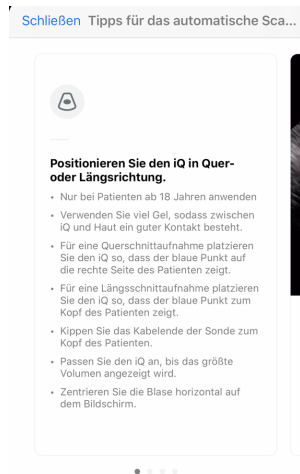 Schließen Tipps für das automatische Sca...
Positionieren Sie den iQ in Quer-
oder Längsrichtung.
• Nur bei Patienten ab 18 Jahren anwenden
• Verwenden Sie viel Gel, sodass zwischen
iQ und Haut ein guter Kontakt besteht.
• Für eine Querschnittaufnahme platzieren
Sie den iQ so, dass der blaue Punkt auf
die rechte Seite des Patienten zeigt.
• Für eine Längsschnittaufnahme platzieren
Sie den iQ so, dass der blaue Punkt zum
Kopf des Patienten zeigt.
• Kippen Sie das Kabelende der Sonde zum
Kopf des Patienten.
• Passen Sie den iQ an, bis das größte
Volumen angezeigt wird.
• Zentrieren Sie die Blase horizontal auf
dem Bildschirm.